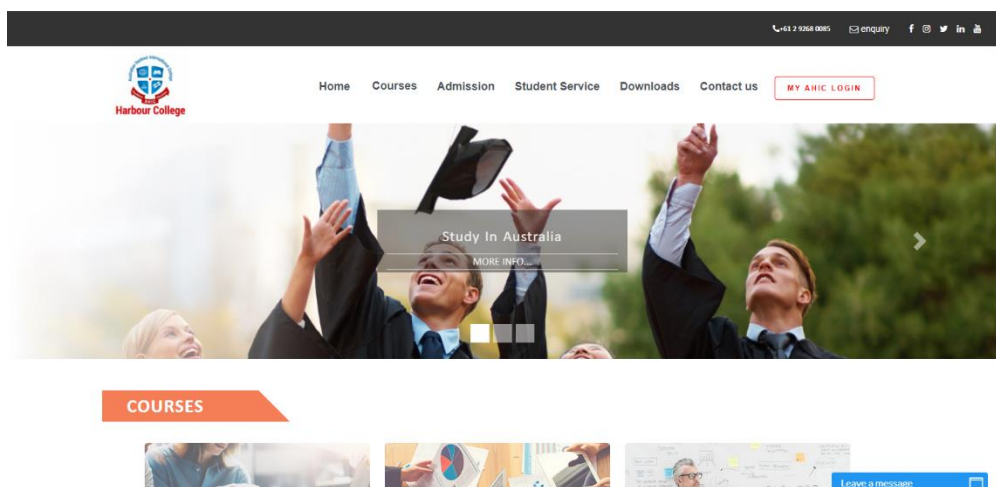 +61 2 9268 0085 enquiry
Home Courses Admission Student Service Downloads Contact us MY AHIC LOGIN
AHIC
Harbour College
Study In Australia
MORE INFO...
COURSES
Leave a message